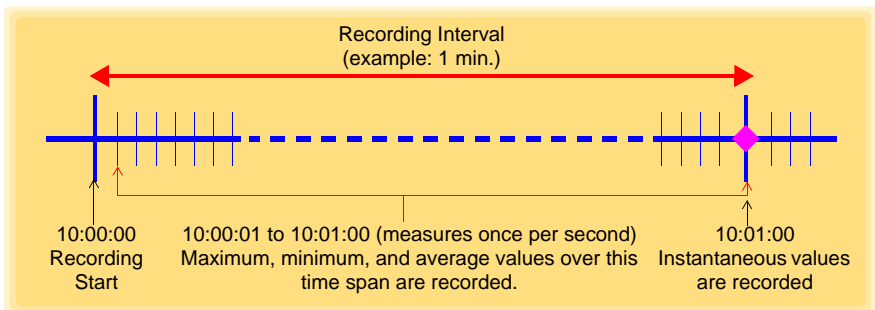 Recording Interval
(example: 1 min.)
10:00:00
Recording
Start
10:00:01 to 10:01:00 (measures once per second)
Maximum, minimum, and average values over this
time span are recorded.
10:01:00
Instantaneous values
are recorded